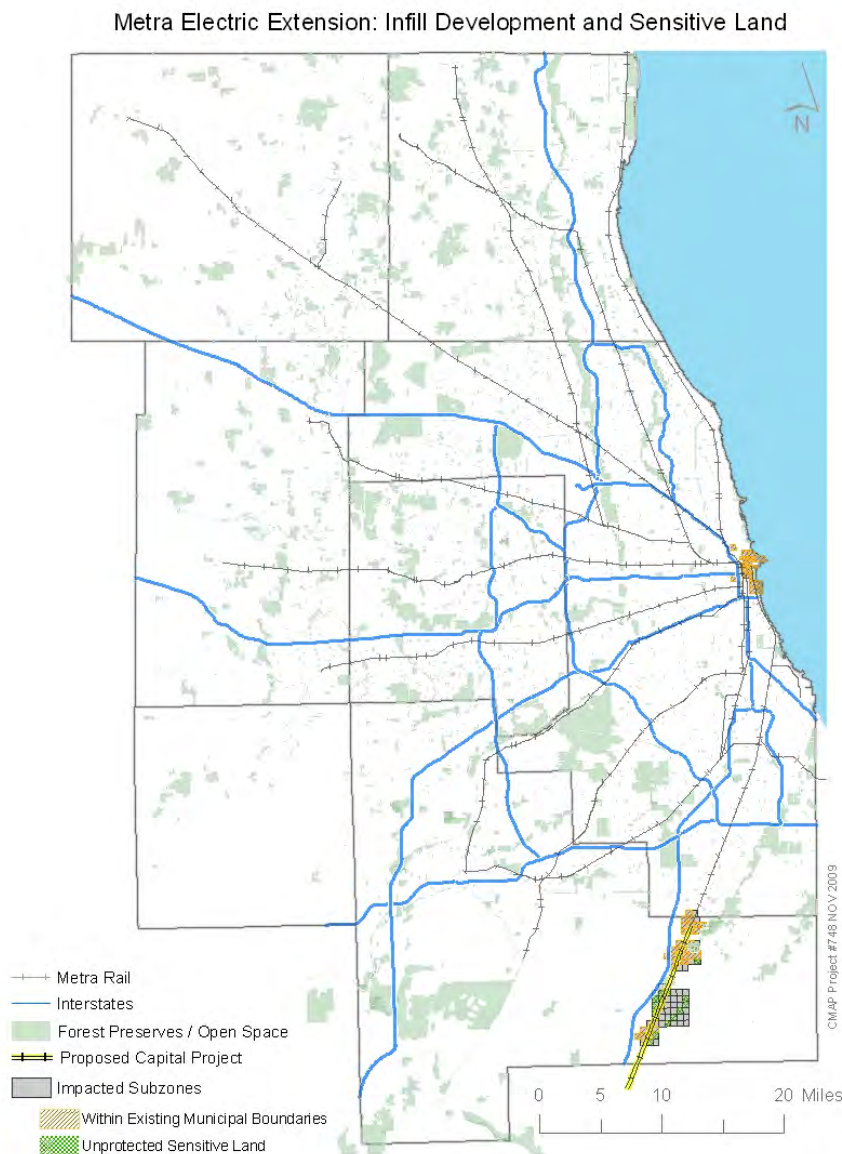 Metra Electric Extension: Infill Development and Sensitive Land
N
CMAP Project #748 NOV 2009
Metra Rail
Interstates
Forest Preserves / Open Space
Proposed Capital Project
Impacted Subzones
Within Existing Municipal Boundaries
Unprotected Sensitive Land
0 5 10 20 Miles